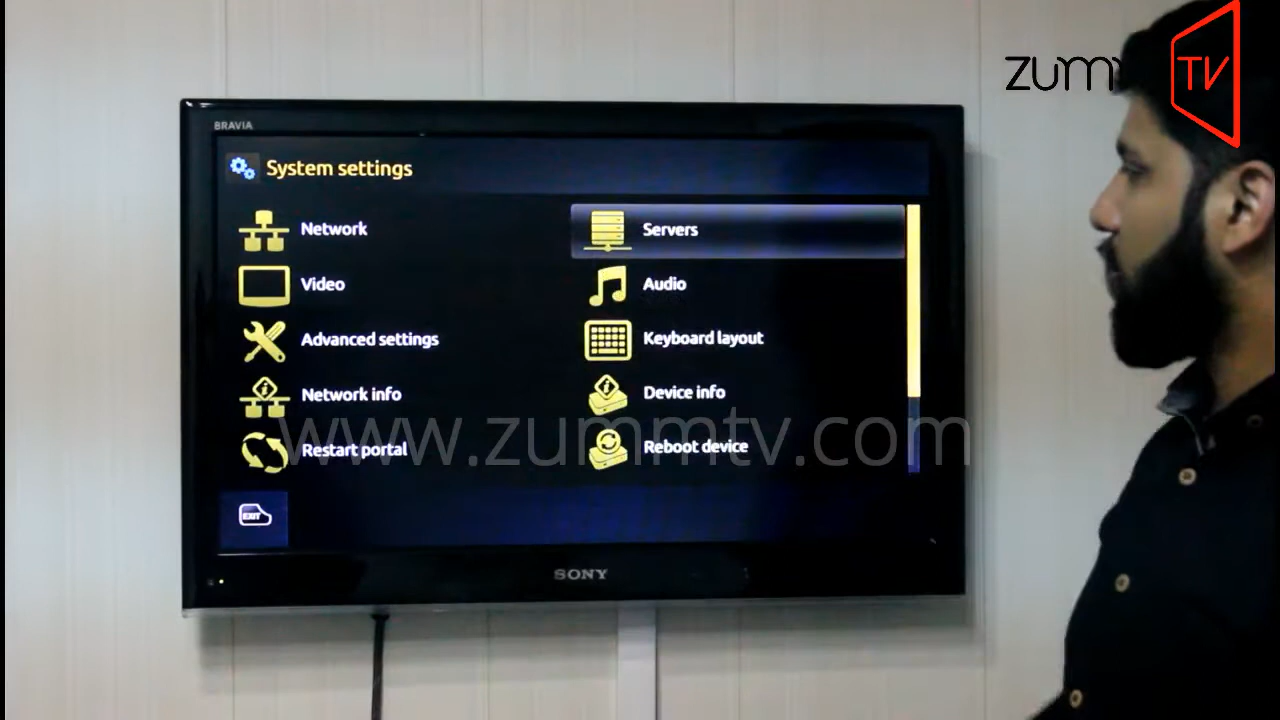 zumm TV
BRAVIA
System settings
Network
Servers
Video
Audio
Advanced settings
Keyboard layout
Network info
Device info
www.zummtv.com
Restart portal
Reboot device
EXIT
SONY